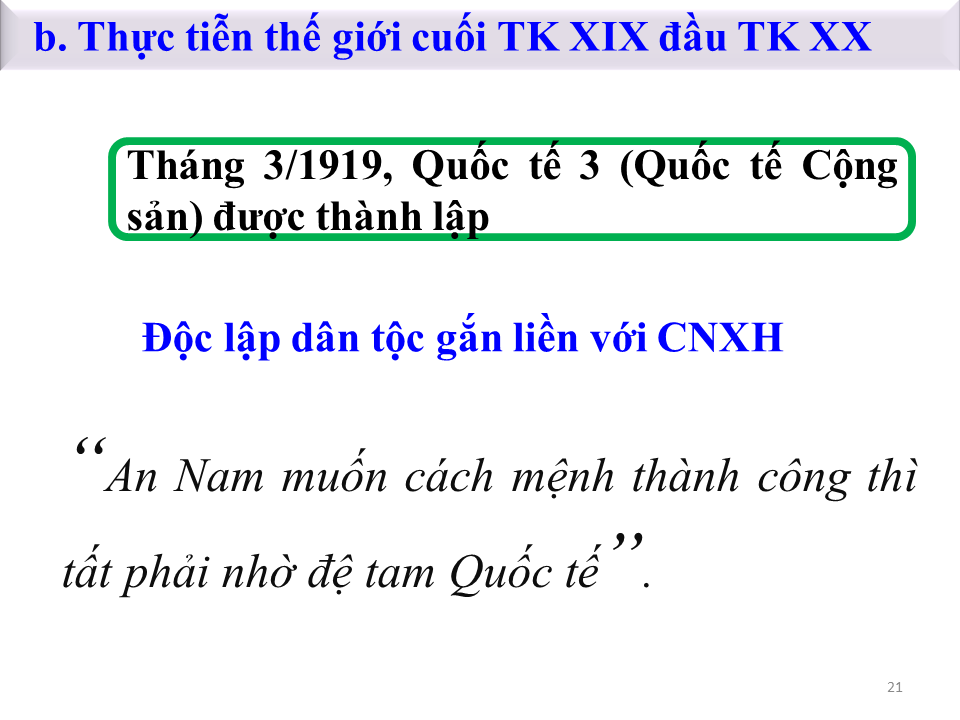 b. Thực tiễn thế giới cuối TK XIX đầu TK XX
Tháng 3/1919, Quốc tế 3 (Quốc tế Cộng
sản) được thành lập
Độc lập dân tộc gắn liền với CNXH
“An Nam muốn cách mệnh thành công thì
tất phải nhờ đệ tam Quốc tế”.
21